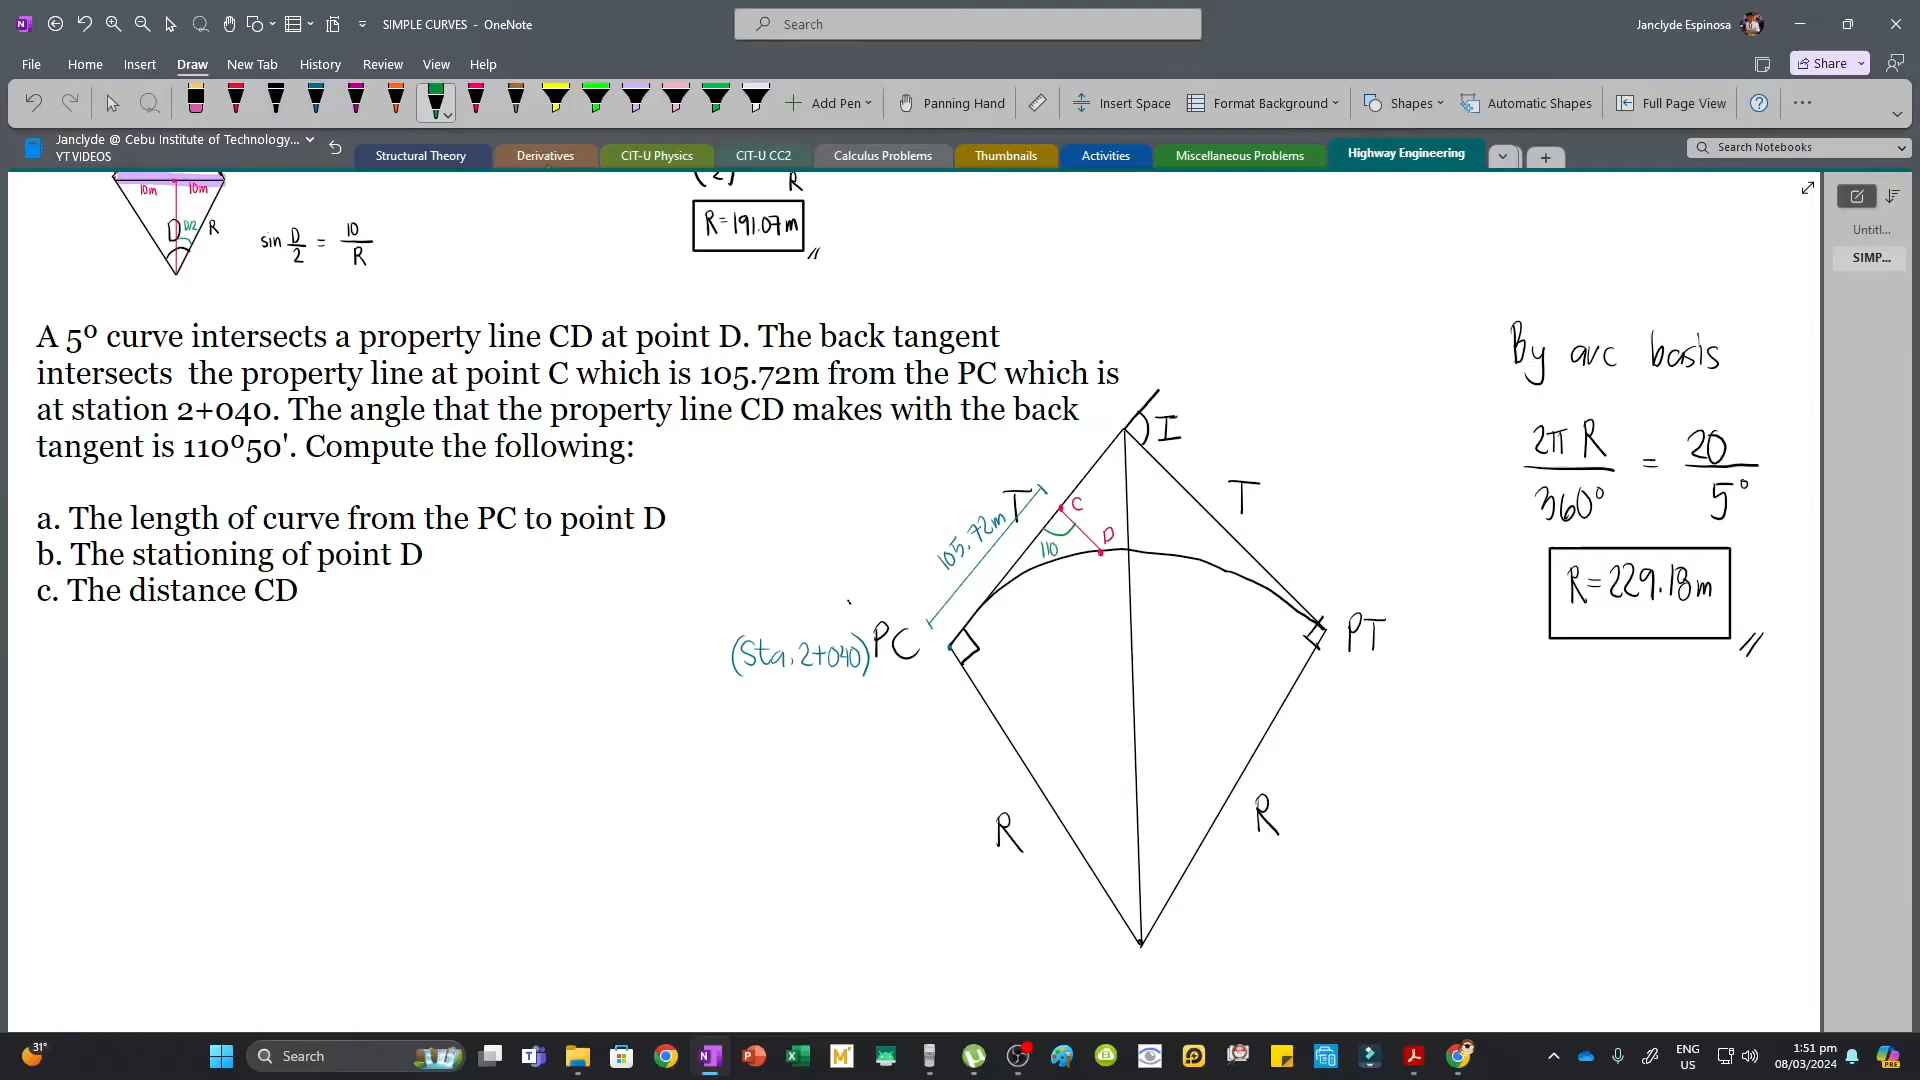 SIMPLE CURVES - OneNote
Search
Janclyde Espinosa
File Home Insert Draw New Tab History Review View Help
Share
Add Pen Panning Hand Insert Space Format Background Shapes Automatic Shapes Full Page View
Janclyde @ Cebu Institute of Technology...
YT VIDEOS
Structural Theory Derivatives CIT-U Physics CIT-U CC2 Calculus Problems Thumbnails Activities Miscellaneous Problems Highway Engineering
Search Notebooks
Untitl...
SIMP...
10m 10m
D D/2 R
sin D/2 = 10/R
R
R=191.07m
A 5º curve intersects a property line CD at point D. The back tangent
intersects the property line at point C which is 105.72m from the PC which is
at station 2+040. The angle that the property line CD makes with the back
tangent is 110º50'. Compute the following:
a. The length of curve from the PC to point D
b. The stationing of point D
c. The distance CD
I
T
T
C
D
110
105.72m
(Sta. 2+040) PC
PT
R
R
By arc basis
2π R / 360° = 20 / 5°
R=229.18m
31°
Search
ENG
US
1:51 pm
08/03/2024